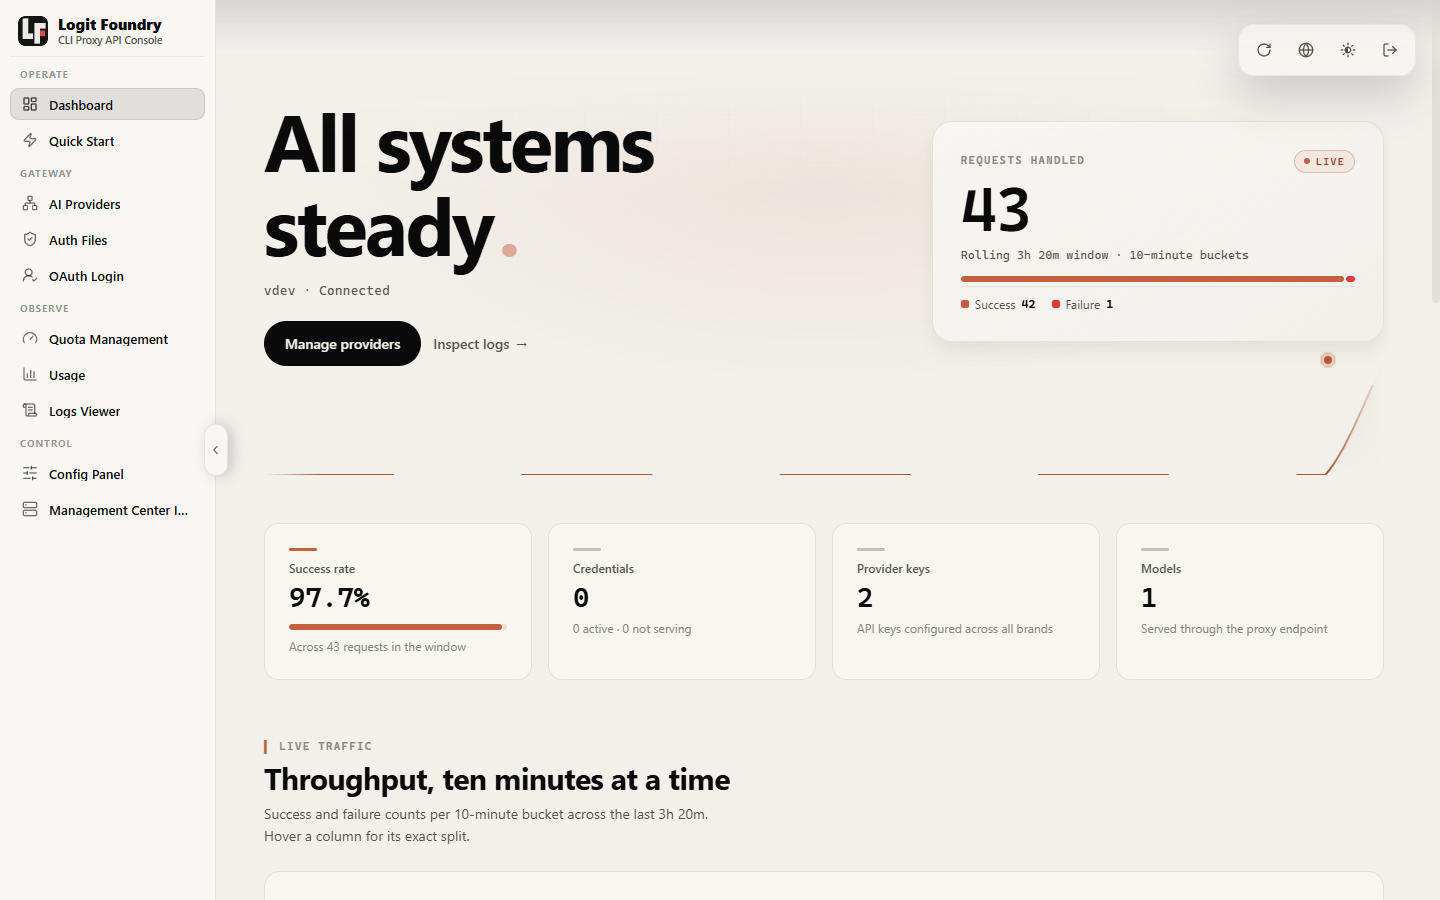 Logit Foundry
CLI Proxy API Console
OPERATE
Dashboard
Quick Start
GATEWAY
AI Providers
Auth Files
OAuth Login
OBSERVE
Quota Management
Usage
Logs Viewer
CONTROL
Config Panel
Management Center I...
All systems
steady.
vdev · Connected
Manage providers
Inspect logs →
REQUESTS HANDLED
LIVE
43
Rolling 3h 20m window · 10-minute buckets
Success 42
Failure 1
Success rate
97.7%
Across 43 requests in the window
Credentials
0
0 active · 0 not serving
Provider keys
2
API keys configured across all brands
Models
1
Served through the proxy endpoint
LIVE TRAFFIC
Throughput, ten minutes at a time
Success and failure counts per 10-minute bucket across the last 3h 20m.
Hover a column for its exact split.